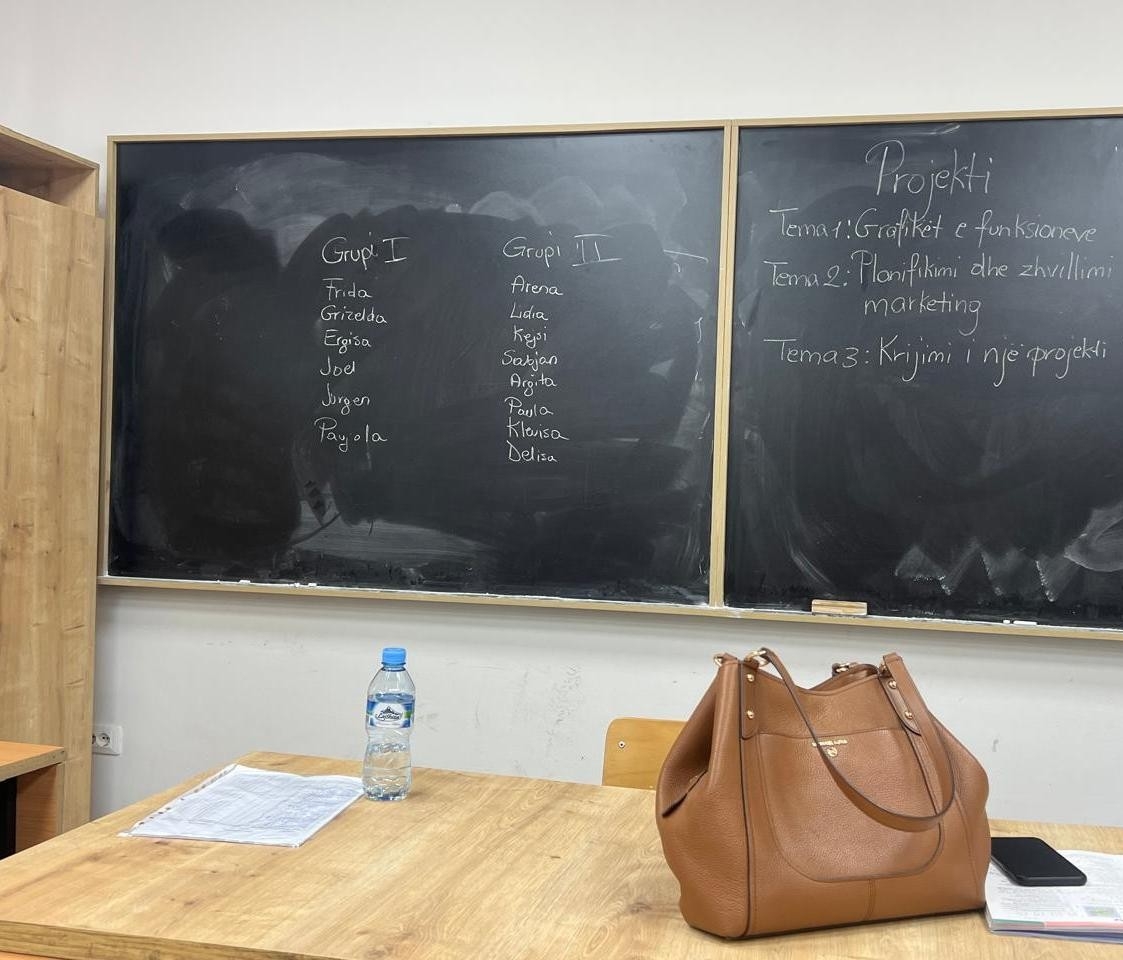 Grupi I
Frida
Grizelda
Ergisa
Joel
Jurgen
Payola
Grupi II
Arena
Lidia
Kejsi
Sabjan
Argita
Paula
Klevisa
Delisa
Projekti
Tema 1: Grafikët e funksioneve
Tema 2: Planifikimi dhe zhvillimi
marketing
Tema 3: Krijimi i një projekti